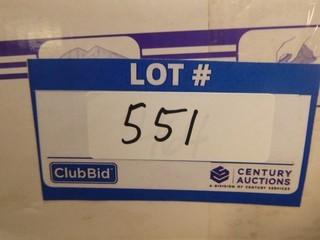 LOT #
551
ClubBid
CENTURY
AUCTIONS
A DIVISION OF CENTURY SERVICES